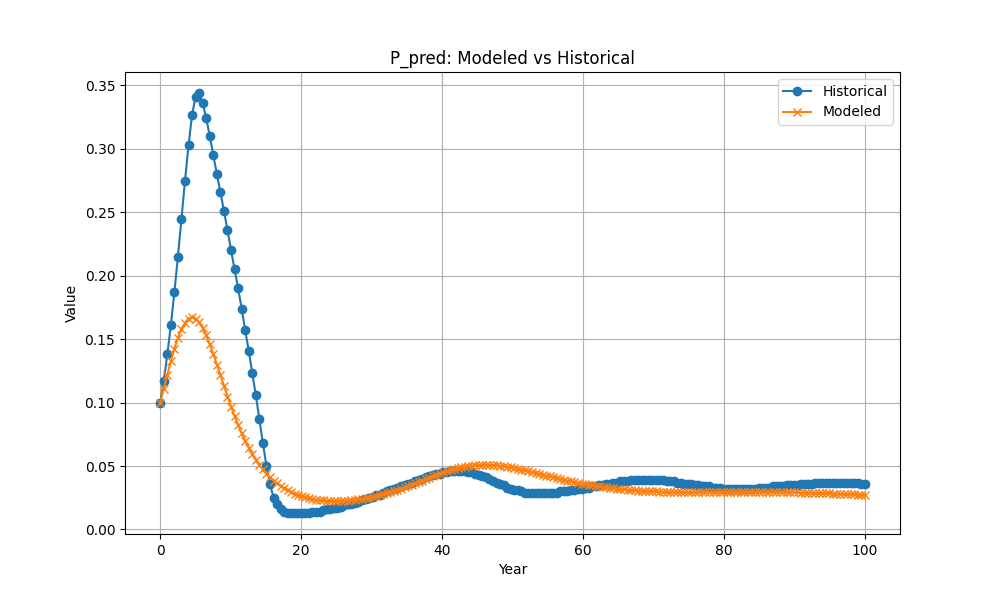 P_pred: Modeled vs Historical
Historical
Modeled
Value
0.35
0.30
0.25
0.20
0.15
0.10
0.05
0.00
0 20 40 60 80 100
Year